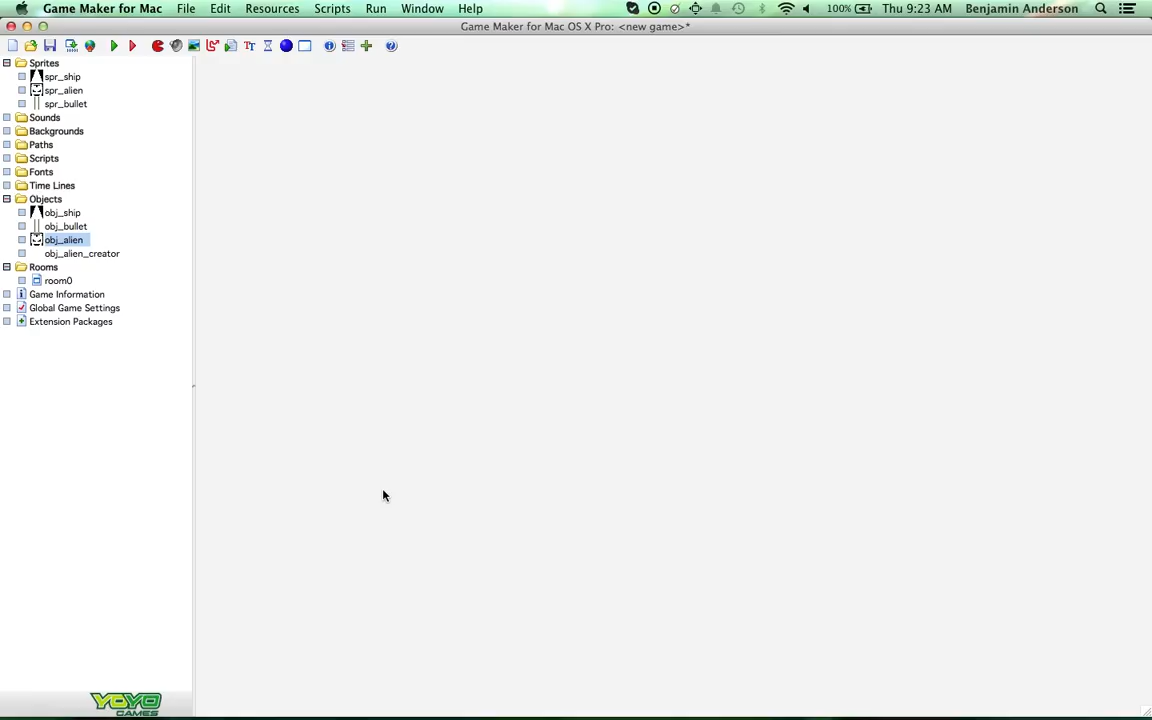 Game Maker for Mac File Edit Resources Scripts Run Window Help 100% Thu 9:23 AM Benjamin Anderson
Game Maker for Mac OS X Pro: <new game>*
Sprites
spr_ship
spr_alien
spr_bullet
Sounds
Backgrounds
Paths
Scripts
Fonts
Time Lines
Objects
obj_ship
obj_bullet
obj_alien
obj_alien_creator
Rooms
room0
Game Information
Global Game Settings
Extension Packages
YOYO
GAMES